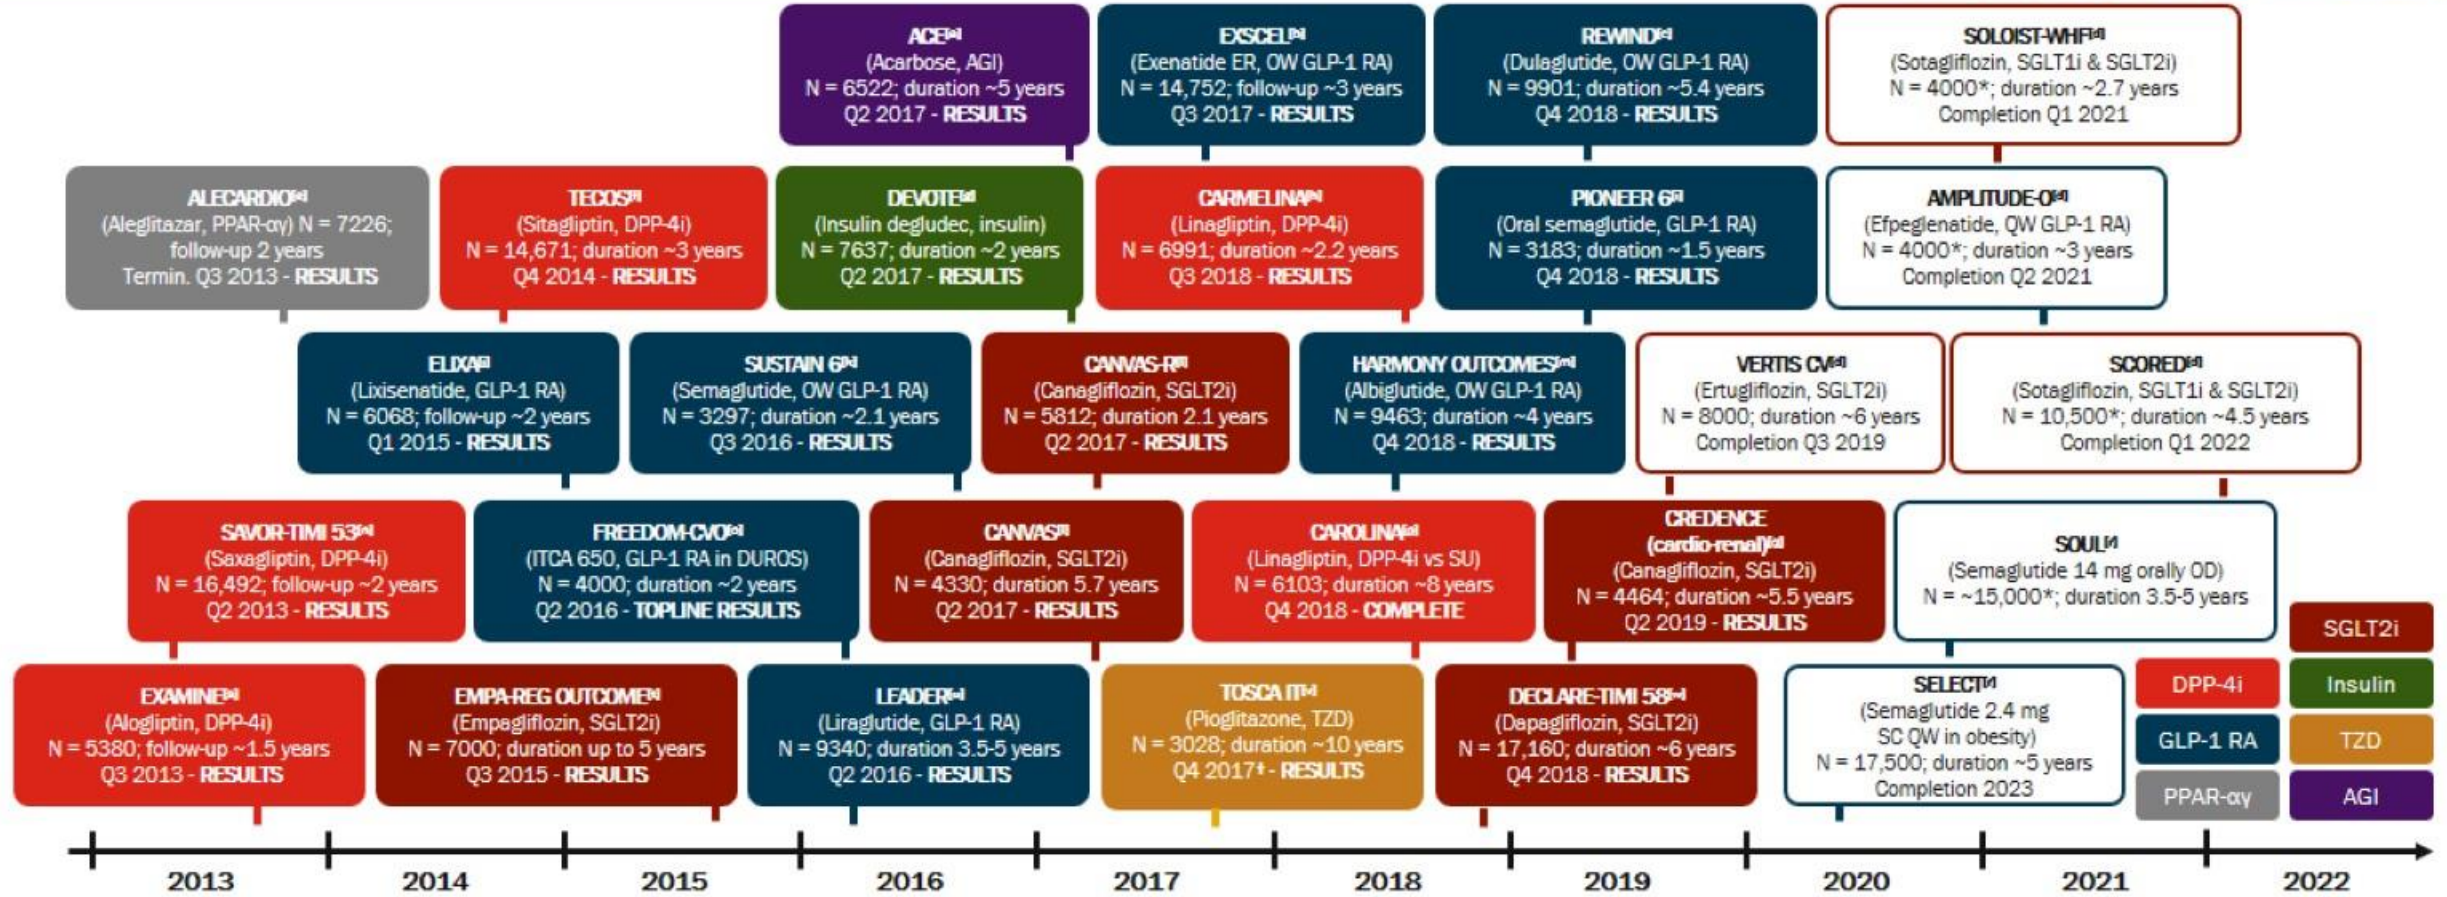 ACE[a]
(Acarbose, AGI)
N = 6522; duration ~5 years
Q2 2017 - RESULTS
EXSCEL[b]
(Exenatide ER, OW GLP-1 RA)
N = 14,752; follow-up ~3 years
Q3 2017 - RESULTS
REWIND[c]
(Dulaglutide, OW GLP-1 RA)
N = 9901; duration ~5.4 years
Q4 2018 - RESULTS
SOLOIST-WHF[d]
(Sotagliflozin, SGLT1i & SGLT2i)
N = 4000*; duration ~2.7 years
Completion Q1 2021
ALECARDIO[e]
(Aleglitazar, PPAR-αγ) N = 7226;
follow-up 2 years
Termin. Q3 2013 - RESULTS
TECOS[f]
(Sitagliptin, DPP-4i)
N = 14,671; duration ~3 years
Q4 2014 - RESULTS
DEVOTE[g]
(Insulin degludec, insulin)
N = 7637; duration ~2 years
Q2 2017 - RESULTS
CARMELINA[h]
(Linagliptin, DPP-4i)
N = 6991; duration ~2.2 years
Q3 2018 - RESULTS
PIONEER 6[i]
(Oral semaglutide, GLP-1 RA)
N = 3183; duration ~1.5 years
Q4 2018 - RESULTS
AMPLITUDE-O[d]
(Efpeglenatide, QW GLP-1 RA)
N = 4000*; duration ~3 years
Completion Q2 2021
ELIXA[j]
(Lixisenatide, GLP-1 RA)
N = 6068; follow-up ~2 years
Q1 2015 - RESULTS
SUSTAIN 6[k]
(Semaglutide, OW GLP-1 RA)
N = 3297; duration ~2.1 years
Q3 2016 - RESULTS
CANVAS-R[l]
(Canagliflozin, SGLT2i)
N = 5812; duration 2.1 years
Q2 2017 - RESULTS
HARMONY OUTCOMES[m]
(Albiglutide, OW GLP-1 RA)
N = 9463; duration ~4 years
Q4 2018 - RESULTS
VERTIS CV[d]
(Ertugliflozin, SGLT2i)
N = 8000; duration ~6 years
Completion Q3 2019
SCORED[d]
(Sotagliflozin, SGLT1i & SGLT2i)
N = 10,500*; duration ~4.5 years
Completion Q1 2022
SAVOR-TIMI 53[n]
(Saxagliptin, DPP-4i)
N = 16,492; follow-up ~2 years
Q2 2013 - RESULTS
FREEDOM-CVO[o]
(ITCA 650, GLP-1 RA in DUROS)
N = 4000; duration ~2 years
Q2 2016 - TOPLINE RESULTS
CANVAS[l]
(Canagliflozin, SGLT2i)
N = 4330; duration 5.7 years
Q2 2017 - RESULTS
CAROLINA[p]
(Linagliptin, DPP-4i vs SU)
N = 6103; duration ~8 years
Q4 2018 - COMPLETE
CREDENCE
(cardio-renal)[q]
(Canagliflozin, SGLT2i)
N = 4464; duration ~5.5 years
Q2 2019 - RESULTS
SOUL[r]
(Semaglutide 14 mg orally OD)
N = ~15,000*; duration 3.5-5 years
EXAMINE[s]
(Alogliptin, DPP-4i)
N = 5380; follow-up ~1.5 years
Q3 2013 - RESULTS
EMPA-REG OUTCOME[t]
(Empagliflozin, SGLT2i)
N = 7000; duration up to 5 years
Q3 2015 - RESULTS
LEADER[u]
(Liraglutide, GLP-1 RA)
N = 9340; duration 3.5-5 years
Q2 2016 - RESULTS
TOSCA IT[v]
(Pioglitazone, TZD)
N = 3028; duration ~10 years
Q4 2017‡ - RESULTS
DECLARE-TIMI 58[w]
(Dapagliflozin, SGLT2i)
N = 17,160; duration ~6 years
Q4 2018 - RESULTS
SELECT[r]
(Semaglutide 2.4 mg
SC QW in obesity)
N = 17,500; duration ~5 years
Completion 2023
SGLT2i
DPP-4i
Insulin
GLP-1 RA
TZD
PPAR-αγ
AGI
2013
2014
2015
2016
2017
2018
2019
2020
2021
2022